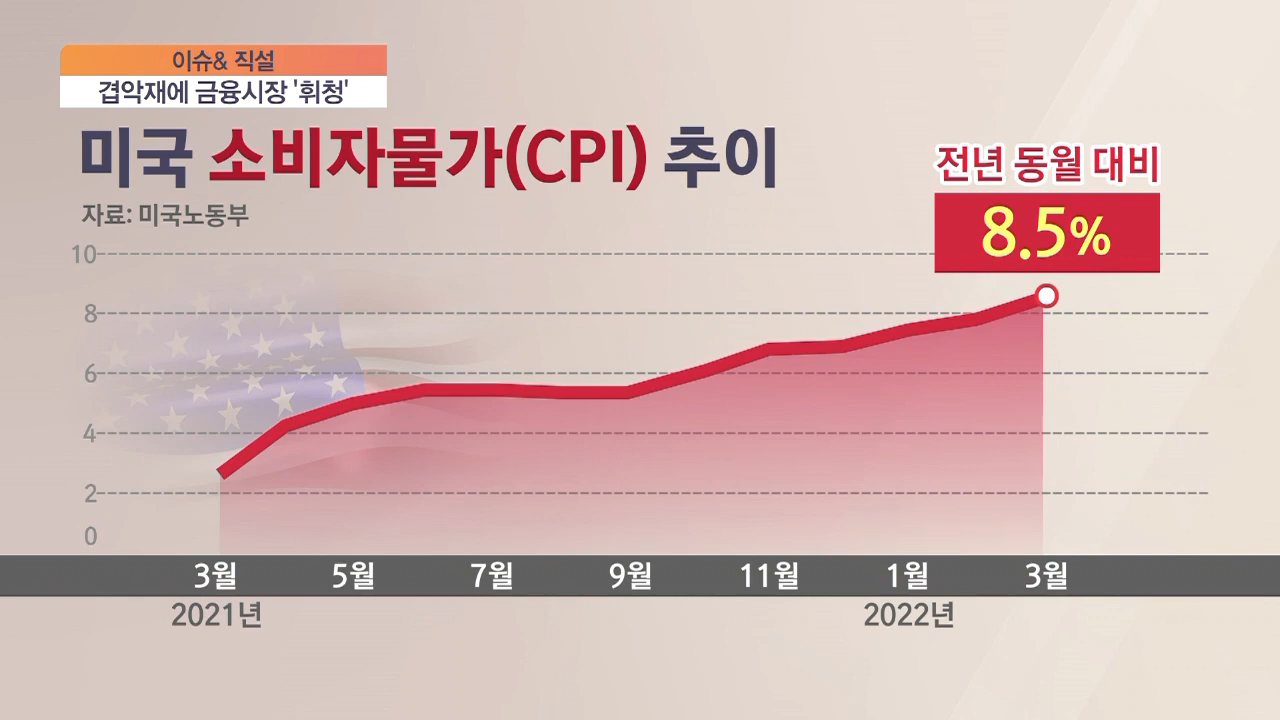 이슈& 직설
겹악재에 금융시장 '휘청'
미국 소비자물가(CPI) 추이
전년 동월 대비
8.5%
자료: 미국노동부
10
8
6
4
2
0
3월 5월 7월 9월 11월 1월 3월
2021년 2022년